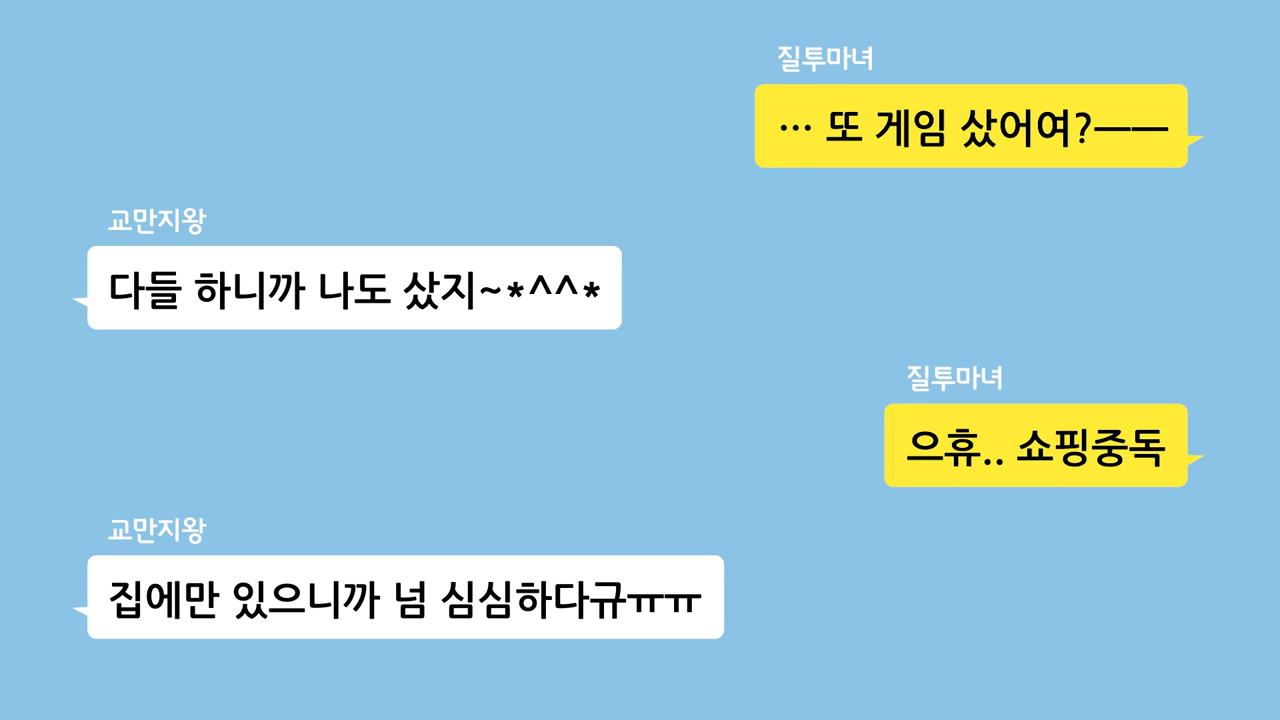 질투마녀
… 또 게임 샀어여?ㅡㅡ
교만지왕
다들 하니까 나도 샀지~*^^*
질투마녀
으휴.. 쇼핑중독
교만지왕
집에만 있으니까 넘 심심하다규ㅠㅠ